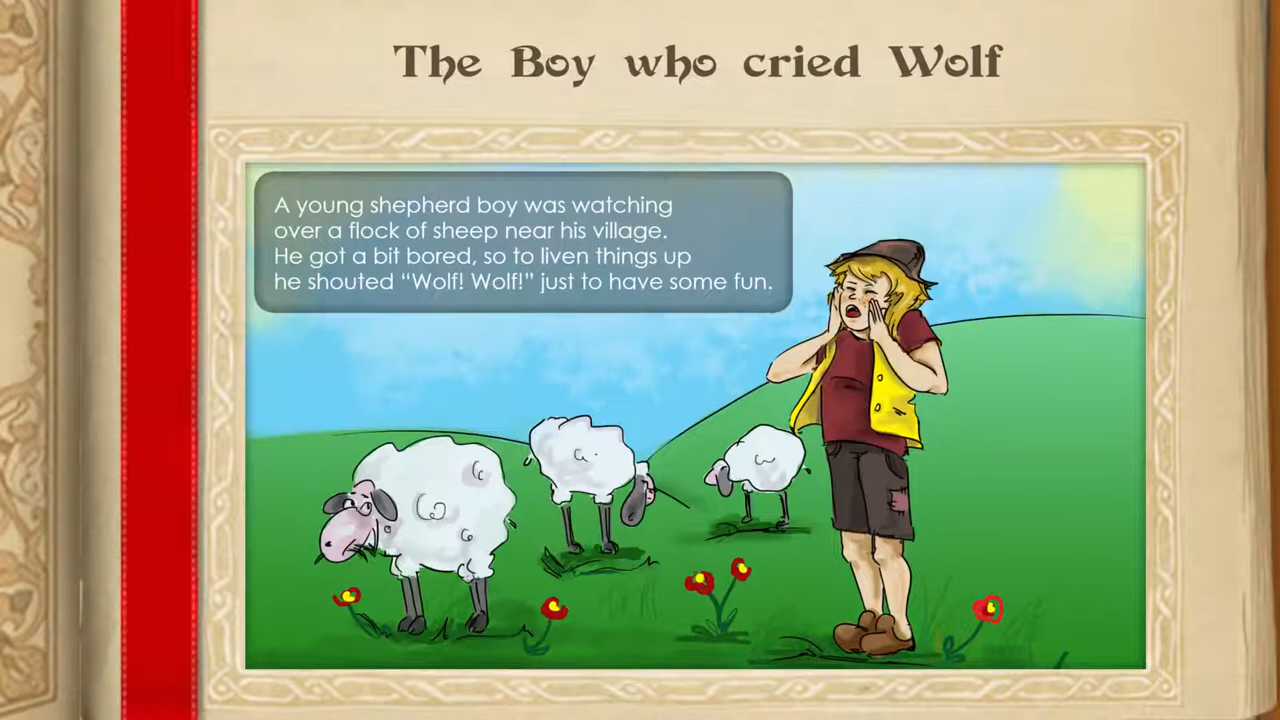 The Boy who cried Wolf
A young shepherd boy was watching
over a flock of sheep near his village.
He got a bit bored, so to liven things up
he shouted “Wolf! Wolf!” just to have some fun.